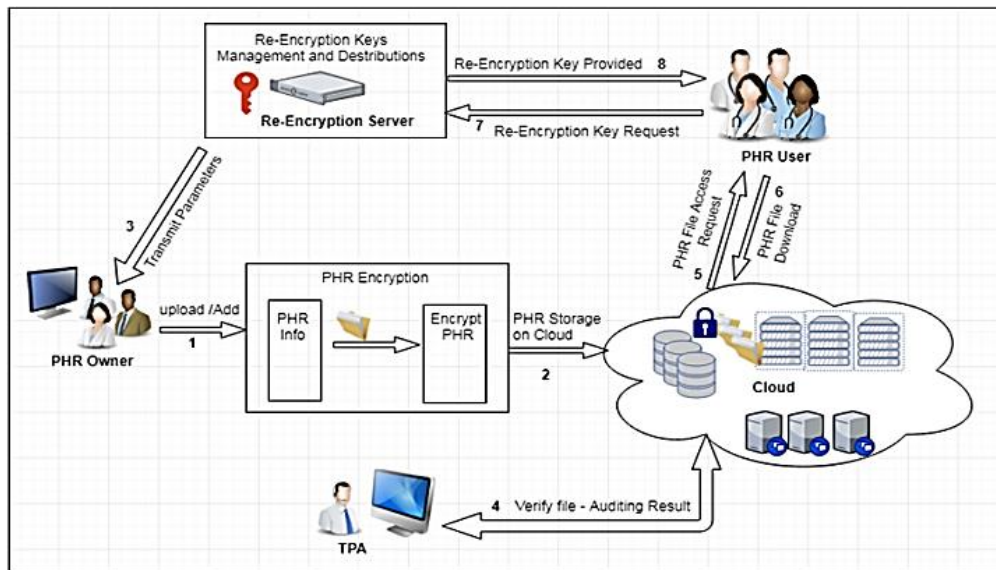 Re-Encryption Keys
Management and Destributions
Re-Encryption Server
Re-Encryption Key Provided 8
7 Re-Encryption Key Request
PHR User
3
Transmit Parameters
PHR File Access
Request
5
6
PHR File
Download
PHR Owner
upload /Add
1
PHR Encryption
PHR
Info
Encrypt
PHR
PHR Storage
on Cloud
2
Cloud
4 Verify file - Auditing Result
TPA